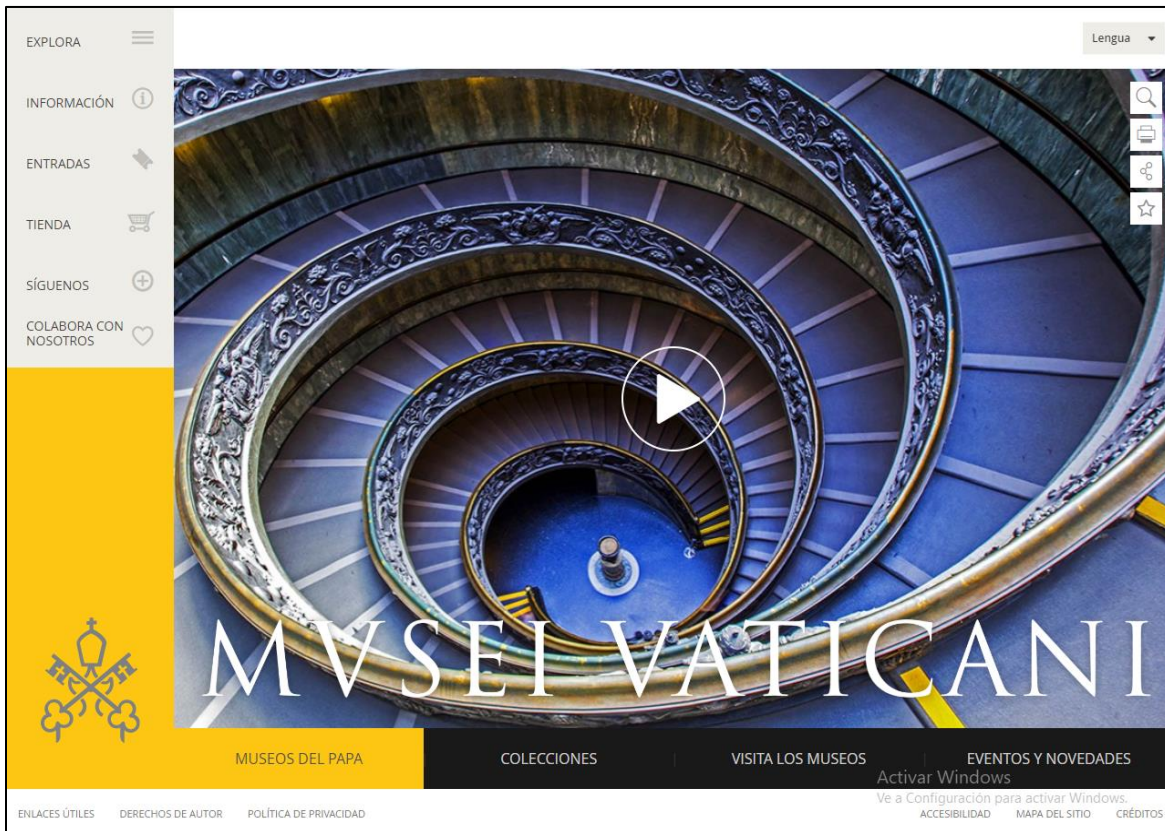 EXPLORA
INFORMACIÓN
ENTRADAS
TIENDA
SÍGUENOS
COLABORA CON
NOSOTROS
Lengua
MVSEI VATICANI
MUSEOS DEL PAPA
COLECCIONES
VISITA LOS MUSEOS
EVENTOS Y NOVEDADES
Activar Windows
Ve a Configuración para activar Windows.
ENLACES ÚTILES
DERECHOS DE AUTOR
POLÍTICA DE PRIVACIDAD
ACCESIBILIDAD
MAPA DEL SITIO
CRÉDITOS